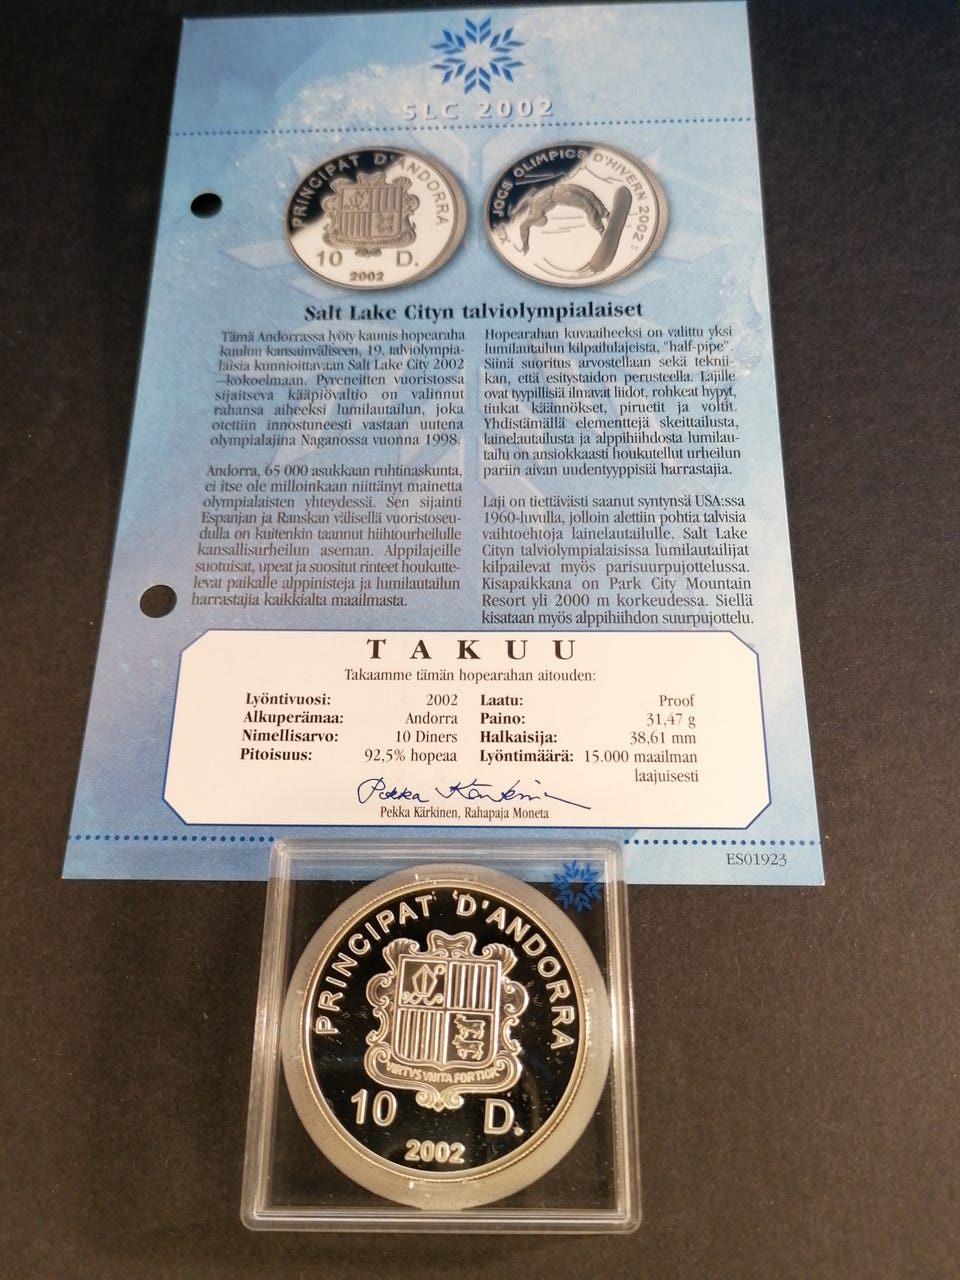 SLC 2002
PRINCIPAT D'ANDORRA
VIRTVS VNITA FORTIOR
10 D.
2002
XIX JOCS OLIMPICS D'HIVERN 2002
Salt Lake Cityn talviolympialaiset
Tämä Andorrassa lyöty kaunis hopearaha
kuuluu kansainväliseen, 19. talviolympia-
laisia kunnioittavaan Salt Lake City 2002
–kokoelmaan. Pyreneitten vuoristossa
sijaitseva kääpiövaltio on valinnut
rahansa aiheeksi lumilautailun, joka
otettiin innostuneesti vastaan uutena
olympialajina Naganossa vuonna 1998.
Andorra, 65 000 asukkaan ruhtinaskunta,
ei itse ole milloinkaan niittänyt mainetta
olympialaisten yhteydessä. Sen sijainti
Espanjan ja Ranskan välisellä vuoristoseu-
dulla on kuitenkin taannut hiihtourheilulle
kansallisurheilun aseman. Alppilajeille
suotuisat, upeat ja suositut rinteet houkutte-
levat paikalle alppinisteja ja lumilautailun
harrastajia kaikkialta maailmasta.
Hopearahan kuvaaiheeksi on valittu yksi
lumilautailun kilpailulajeista, "half-pipe".
Siinä suoritus arvostellaan sekä teknii-
kan, että esitystaidon perusteella. Lajille
ovat tyypillisiä ilmavat liidot, rohkeat hypyt,
tiukat käännökset, piruetit ja voltit.
Yhdistämällä elementtejä skeittailusta,
lainelautailusta ja alppihiihdosta lumilau-
tailu on ansiokkaasti houkutellut urheilun
pariin aivan uudentyyppisiä harrastajia.
Laji on tiettävästi saanut syntynsä USA:ssa
1960-luvulla, jolloin alettiin pohtia talvisia
vaihtoehtoja lainelautailulle. Salt Lake
Cityn talviolympialaisissa lumilautailijat
kilpailevat myös parisuurpujottelussa.
Kisapaikkana on Park City Mountain
Resort yli 2000 m korkeudessa. Siellä
kisataan myös alppihiihdon suurpujottelu.
TAKUU
Takaamme tämän hopearahan aitouden:
Lyöntivuosi: 2002
Alkuperämaa: Andorra
Nimellisarvo: 10 Diners
Pitoisuus: 92,5% hopeaa
Laatu: Proof
Paino: 31,47 g
Halkaisija: 38,61 mm
Lyöntimäärä: 15.000 maailman
laajuisesti
Pekka Kärkinen
Pekka Kärkinen, Rahapaja Moneta
ES01923
PRINCIPAT D'ANDORRA
VIRTVS VNITA FORTIOR
10 D.
2002